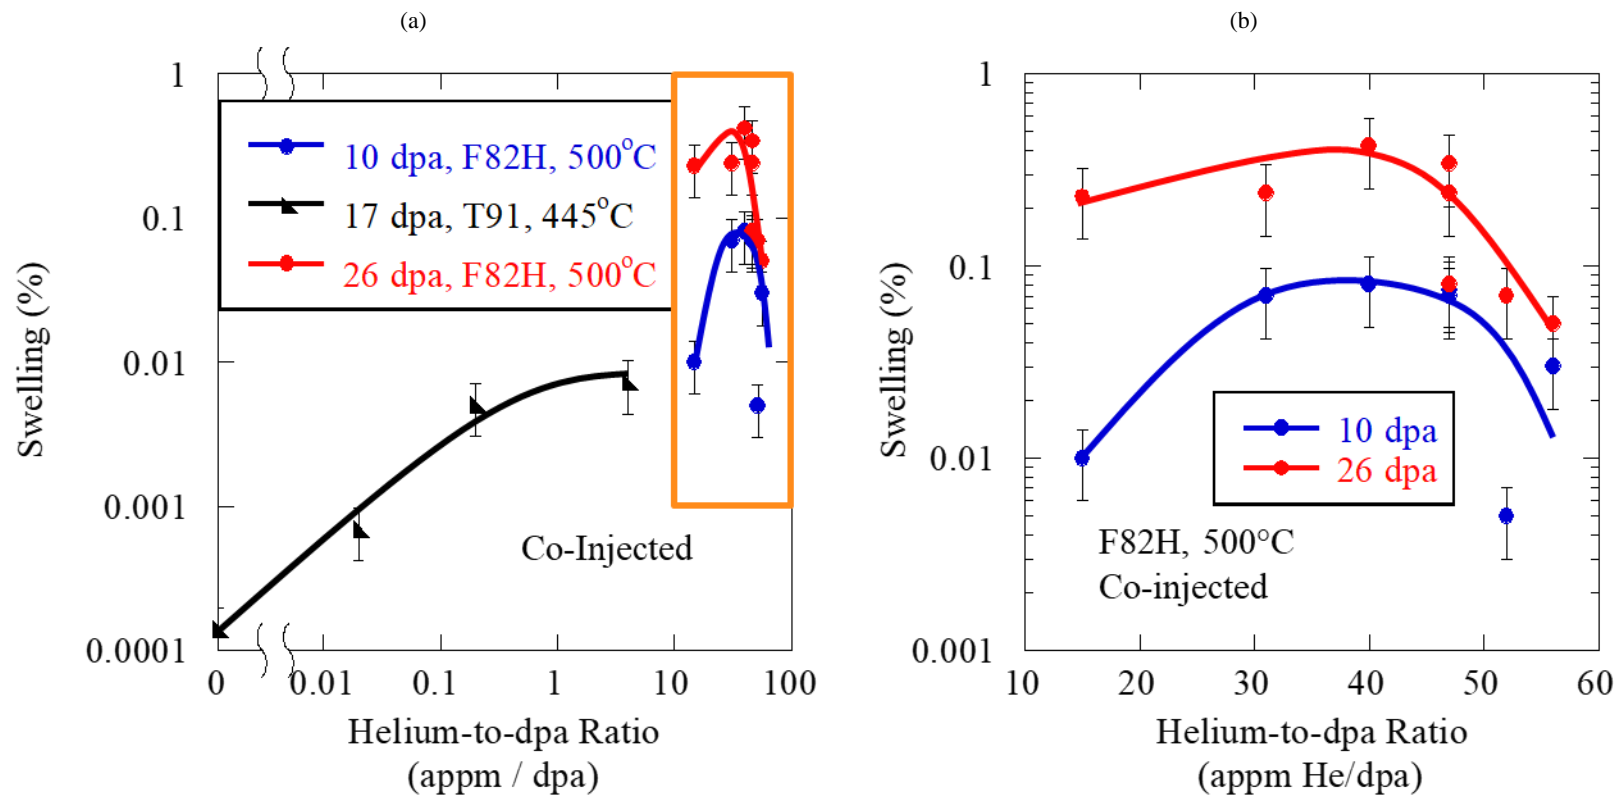 (a)
1
0.1
0.01
0.001
0.0001
Swelling (%)
10 dpa, F82H, 500°C
17 dpa, T91, 445°C
26 dpa, F82H, 500°C
Co-Injected
0 0.01 0.1 1 10 100
Helium-to-dpa Ratio
(appm / dpa)
(b)
1
0.1
0.01
0.001
Swelling (%)
10 dpa
26 dpa
F82H, 500°C
Co-injected
10 20 30 40 50 60
Helium-to-dpa Ratio
(appm He/dpa)